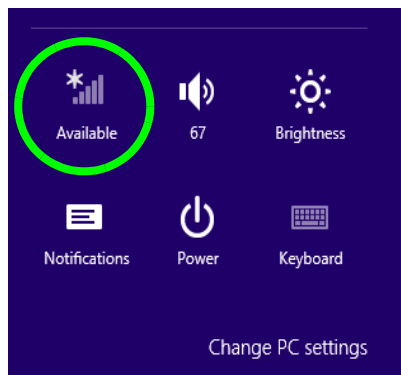 Available 67 Brightness
Notifications Power Keyboard
Change PC settings